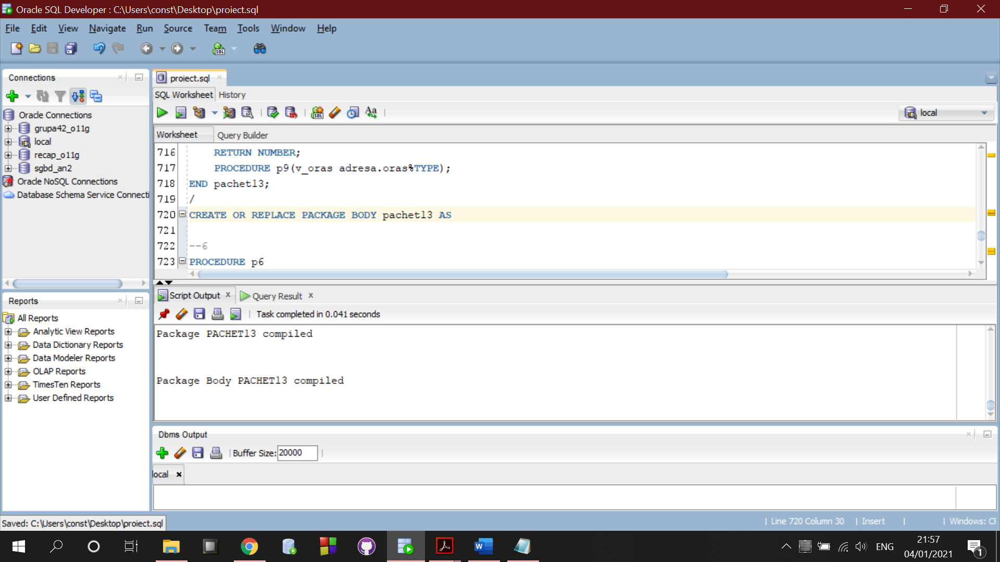 Oracle SQL Developer : C:\Users\const\Desktop\proiect.sql
File Edit View Navigate Run Source Team Tools Window Help
Connections
Oracle Connections
grupa42_o11g
local
recap_o11g
sgbd_an2
Oracle NoSQL Connections
Database Schema Service Connecti
Reports
All Reports
Analytic View Reports
Data Dictionary Reports
Data Modeler Reports
OLAP Reports
TimesTen Reports
User Defined Reports
proiect.sql
SQL Worksheet History
local
Worksheet Query Builder
716 RETURN NUMBER;
717 PROCEDURE p9(v_oras adresa.oras%TYPE);
718 END pachet13;
719 /
720 CREATE OR REPLACE PACKAGE BODY pachet13 AS
721
722 --6
723 PROCEDURE p6
Script Output Query Result
Task completed in 0.041 seconds
Package PACHET13 compiled
Package Body PACHET13 compiled
Dbms Output
Buffer Size: 20000
local
Saved: C:\Users\const\Desktop\proiect.sql
Line 720 Column 30 Insert Windows: CF
ENG
21:57
04/01/2021
1